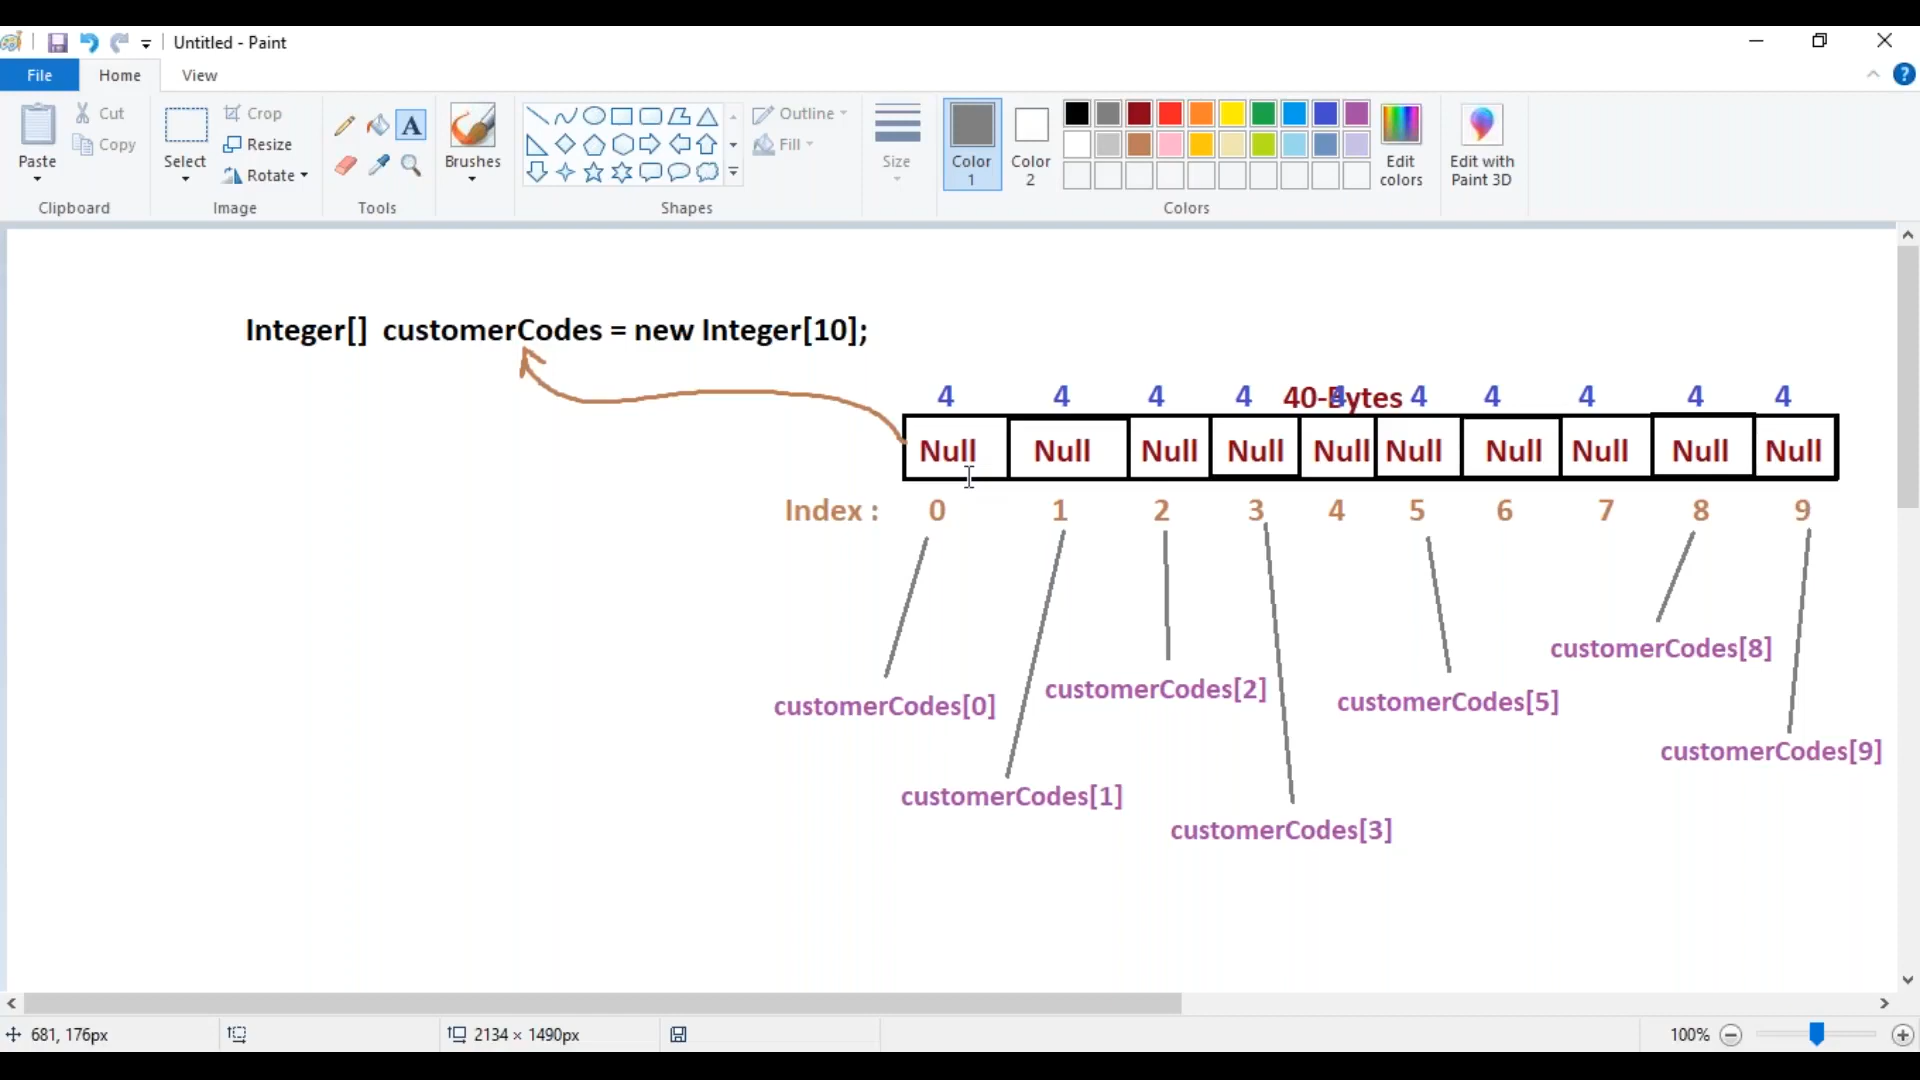 Untitled - Paint
File Home View
Paste
Cut
Copy
Clipboard
Select
Crop
Resize
Rotate
Image
A
Tools
Brushes
Shapes
Outline
Fill
Size
Color 1
Color 2
Edit colors
Colors
Edit with Paint 3D
?
Integer[] customerCodes = new Integer[10];
40-Bytes
4 4 4 4 4 4 4 4 4 4
Null Null Null Null Null Null Null Null Null Null
Index : 0 1 2 3 4 5 6 7 8 9
customerCodes[8]
customerCodes[2]
customerCodes[0]
customerCodes[5]
customerCodes[9]
customerCodes[1]
customerCodes[3]
681, 176px
2134 × 1490px
100%